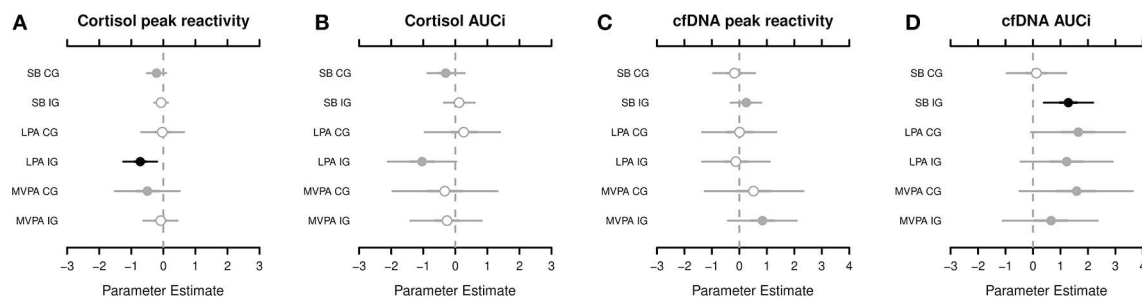 A Cortisol peak reactivity
−3 −2 −1 0 1 2 3
SB CG
SB IG
LPA CG
LPA IG
MVPA CG
MVPA IG
Parameter Estimate
B Cortisol AUCi
−3 −2 −1 0 1 2 3
SB CG
SB IG
LPA CG
LPA IG
MVPA CG
MVPA IG
Parameter Estimate
C cfDNA peak reactivity
−3 −2 −1 0 1 2 3 4
SB CG
SB IG
LPA CG
LPA IG
MVPA CG
MVPA IG
Parameter Estimate
D cfDNA AUCi
−3 −2 −1 0 1 2 3 4
SB CG
SB IG
LPA CG
LPA IG
MVPA CG
MVPA IG
Parameter Estimate